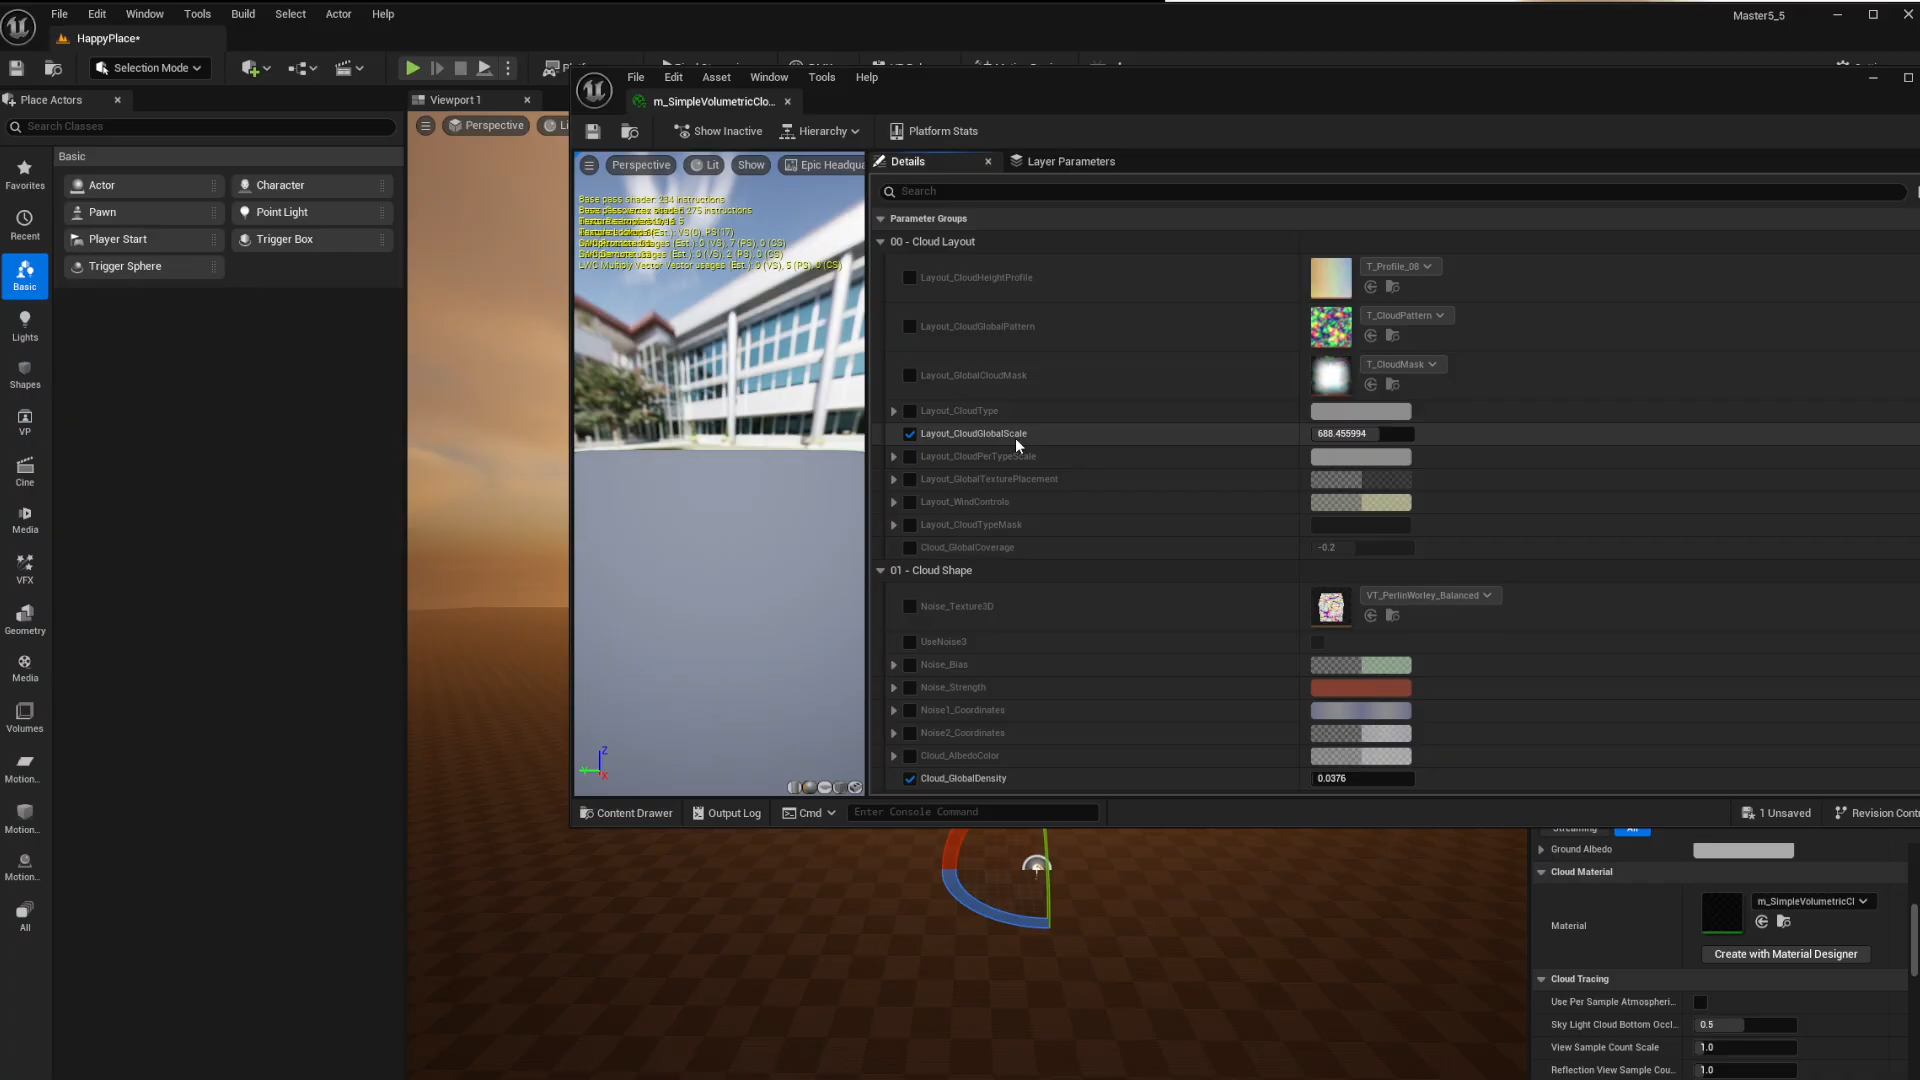 File Edit Window Tools Build Select Actor Help
Master5_5
HappyPlace*
Selection Mode
Place Actors
Viewport 1
Search Classes
Perspective
Basic
Favorites
Recent
Basic
Lights
Shapes
VP
Cine
Media
VFX
Geometry
Media
Volumes
Motion...
Motion...
Motion...
All
Actor
Character
Pawn
Point Light
Player Start
Trigger Box
Trigger Sphere
File Edit Asset Window Tools Help
m_SimpleVolumetricClo...
Show Inactive
Hierarchy
Platform Stats
Perspective
Lit
Show
Epic Headqua
Base pass shader: 234 instructions
Details
Layer Parameters
Search
Parameter Groups
00 - Cloud Layout
Layout_CloudHeightProfile
T_Profile_08
Layout_CloudGlobalPattern
T_CloudPattern
Layout_GlobalCloudMask
T_CloudMask
Layout_CloudType
Layout_CloudGlobalScale
688.455994
Layout_CloudPerTypeScale
Layout_GlobalTexturePlacement
Layout_WindControls
Layout_CloudTypeMask
Cloud_GlobalCoverage
-0.2
01 - Cloud Shape
Noise_Texture3D
VT_PerlinWorley_Balanced
UseNoise3
Noise_Bias
Noise_Strength
Noise1_Coordinates
Noise2_Coordinates
Cloud_AlbedoColor
Cloud_GlobalDensity
0.0376
Z
X
Content Drawer
Output Log
Cmd
Enter Console Command
1 Unsaved
Revision Contr
Ground Albedo
Cloud Material
Material
m_SimpleVolumetricCl
Create with Material Designer
Cloud Tracing
Use Per Sample Atmospheri...
Sky Light Cloud Bottom Occl...
0.5
View Sample Count Scale
1.0
Reflection View Sample Cou...
1.0